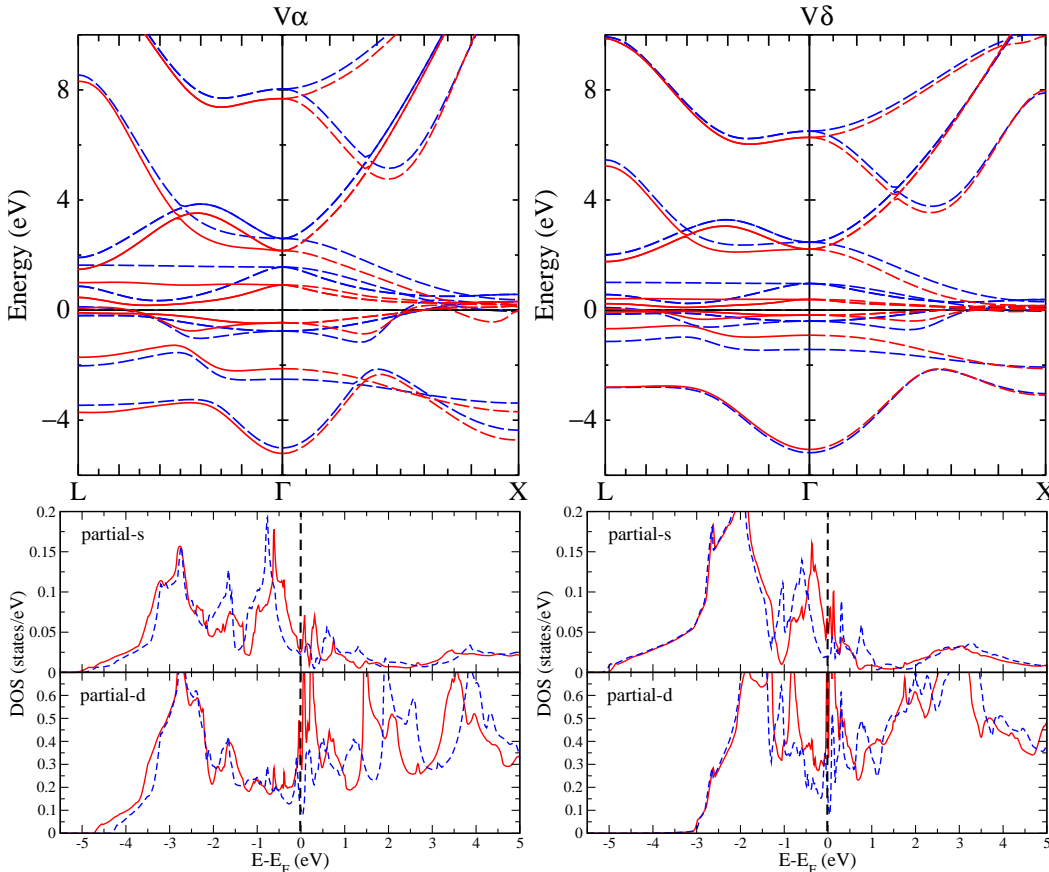 Vα
Vδ
Energy (eV)
8
4
0
−4
L
Γ
X
Energy (eV)
8
4
0
−4
L
Γ
X
DOS (states/eV)
partial-s
0.2
0.15
0.1
0.05
0
partial-d
0.6
0.5
0.4
0.3
0.2
0.1
0
-5 -4 -3 -2 -1 0 1 2 3 4 5
E-E_F (eV)
DOS (states/eV)
partial-s
0.2
0.15
0.1
0.05
0
partial-d
0.6
0.5
0.4
0.3
0.2
0.1
0
-5 -4 -3 -2 -1 0 1 2 3 4 5
E-E_F (eV)